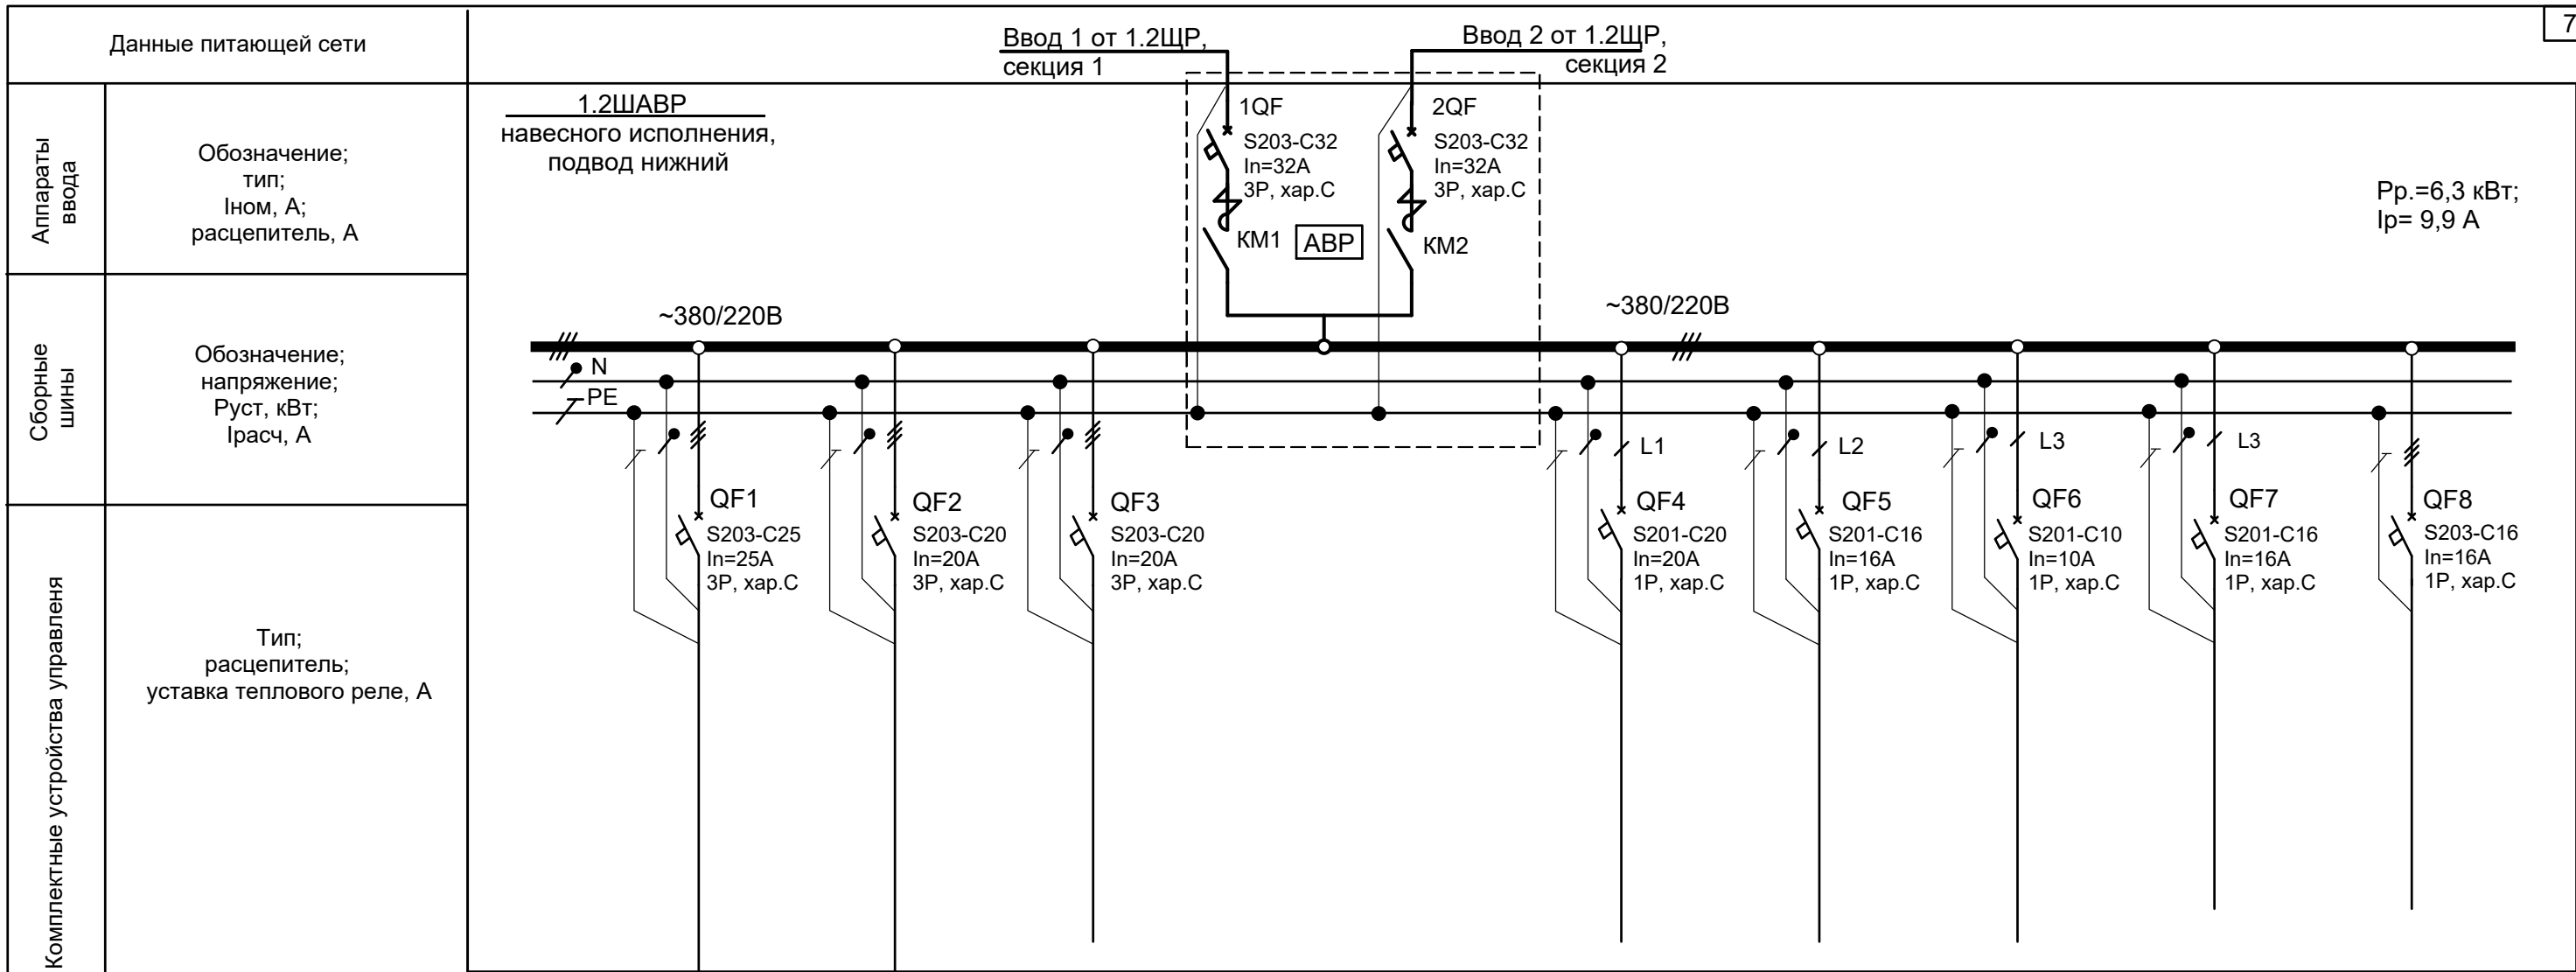 Данные питающей сети
Ввод 1 от 1.2ЩР,
секция 1
Ввод 2 от 1.2ЩР,
секция 2
7
Аппараты
ввода
Обозначение;
тип;
Iном, А;
расцепитель, А
1.2ШАВР
навесного исполнения,
подвод нижний
1QF
S203-C32
In=32A
3P, хар.С
КМ1
АВР
2QF
S203-C32
In=32A
3P, хар.С
КМ2
Рр.=6,3 кВт;
Iр= 9,9 А
Сборные
шины
Обозначение;
напряжение;
Руст, кВт;
Iрасч, А
~380/220В
~380/220В
N
PE
L1
L2
L3
L3
Комплектные устройства управленя
Тип;
расцепитель;
уставка теплового реле, А
QF1
S203-C25
In=25A
3P, хар.С
QF2
S203-C20
In=20A
3P, хар.С
QF3
S203-C20
In=20A
3P, хар.С
QF4
S201-C20
In=20A
1P, хар.С
QF5
S201-C16
In=16A
1P, хар.С
QF6
S201-C10
In=10A
1P, хар.С
QF7
S201-C16
In=16A
1P, хар.С
QF8
S203-C16
In=16A
1P, хар.С